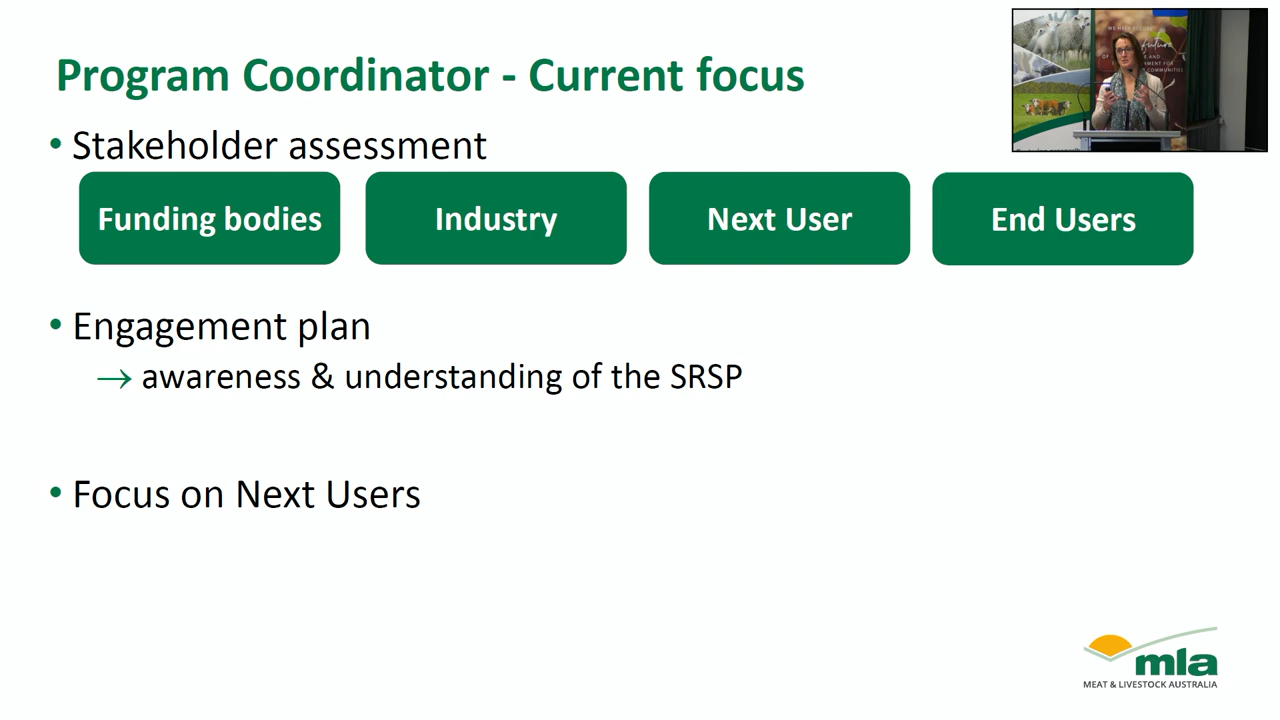 Program Coordinator - Current focus
• Stakeholder assessment
Funding bodies
Industry
Next User
End Users
• Engagement plan
→ awareness & understanding of the SRSP
• Focus on Next Users
mla
MEAT & LIVESTOCK AUSTRALIA